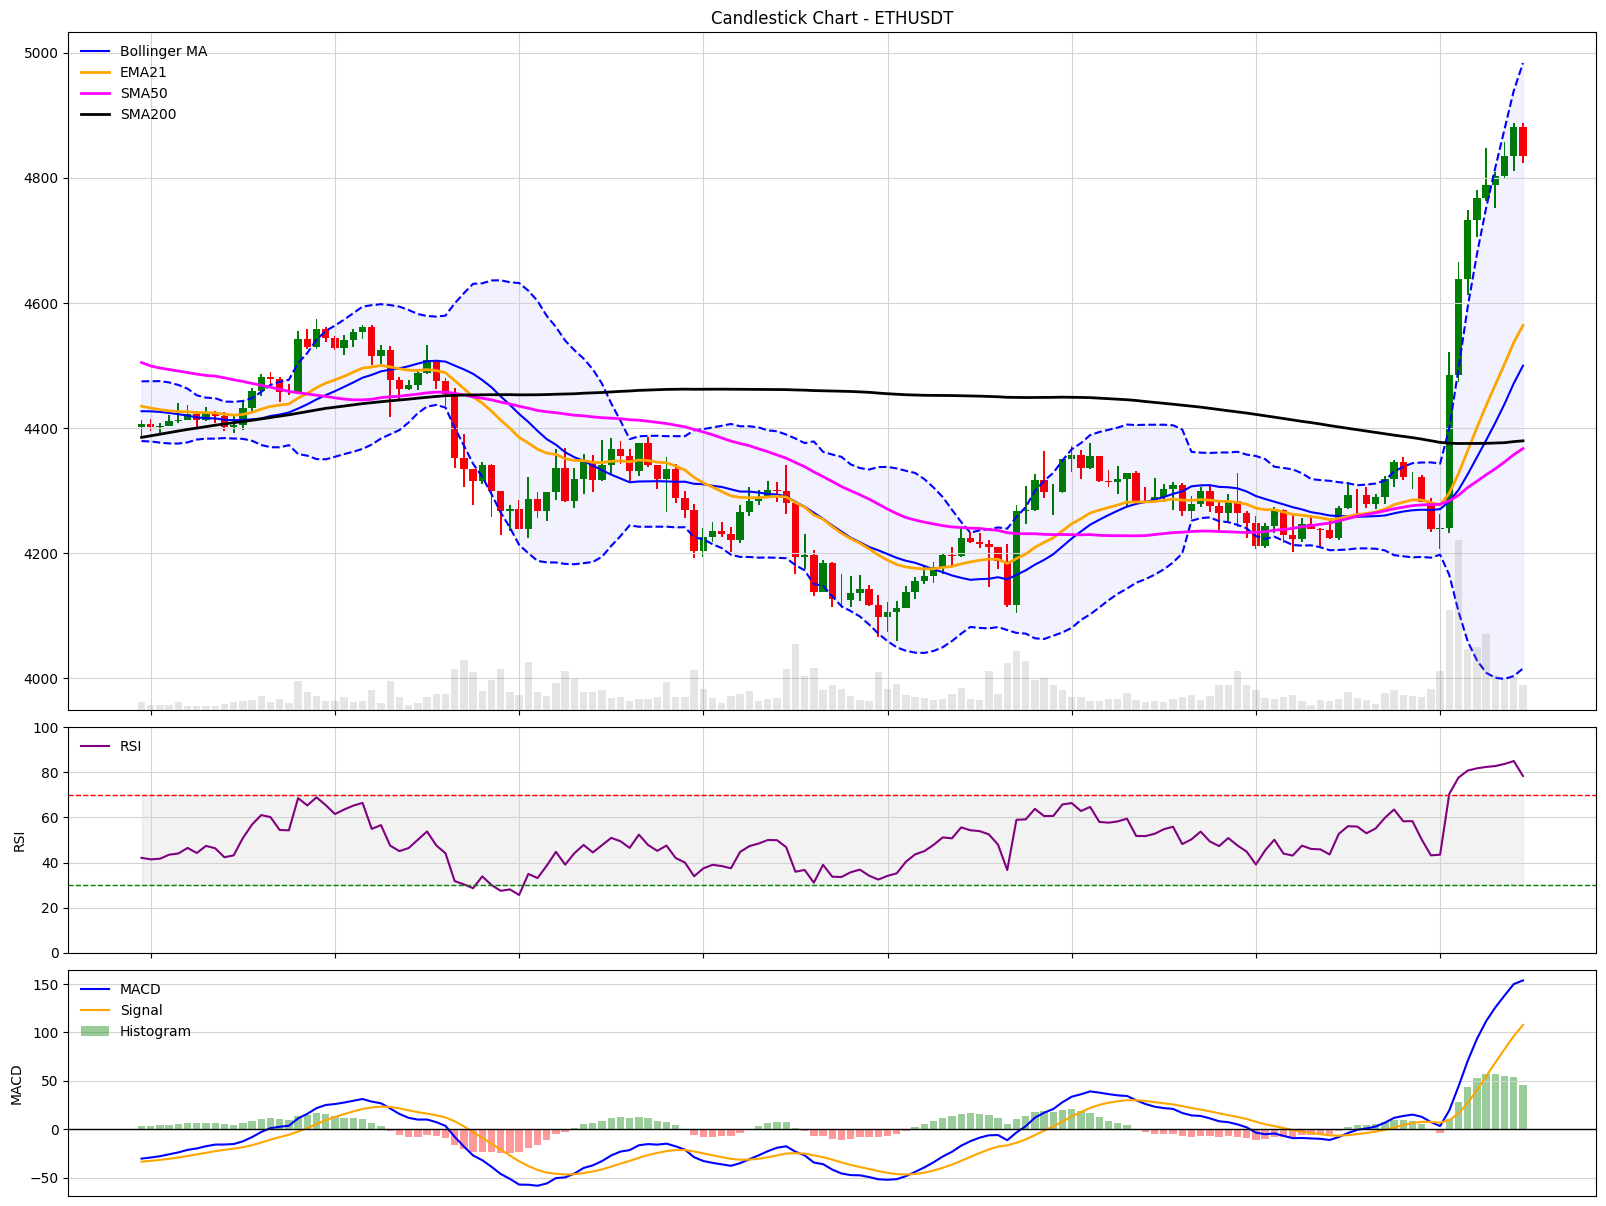 Candlestick Chart - ETHUSDT
Bollinger MA
EMA21
SMA50
SMA200
5000
4800
4600
4400
4200
4000
RSI
RSI
100
80
60
40
20
0
MACD
Signal
Histogram
MACD
150
100
50
0
−50